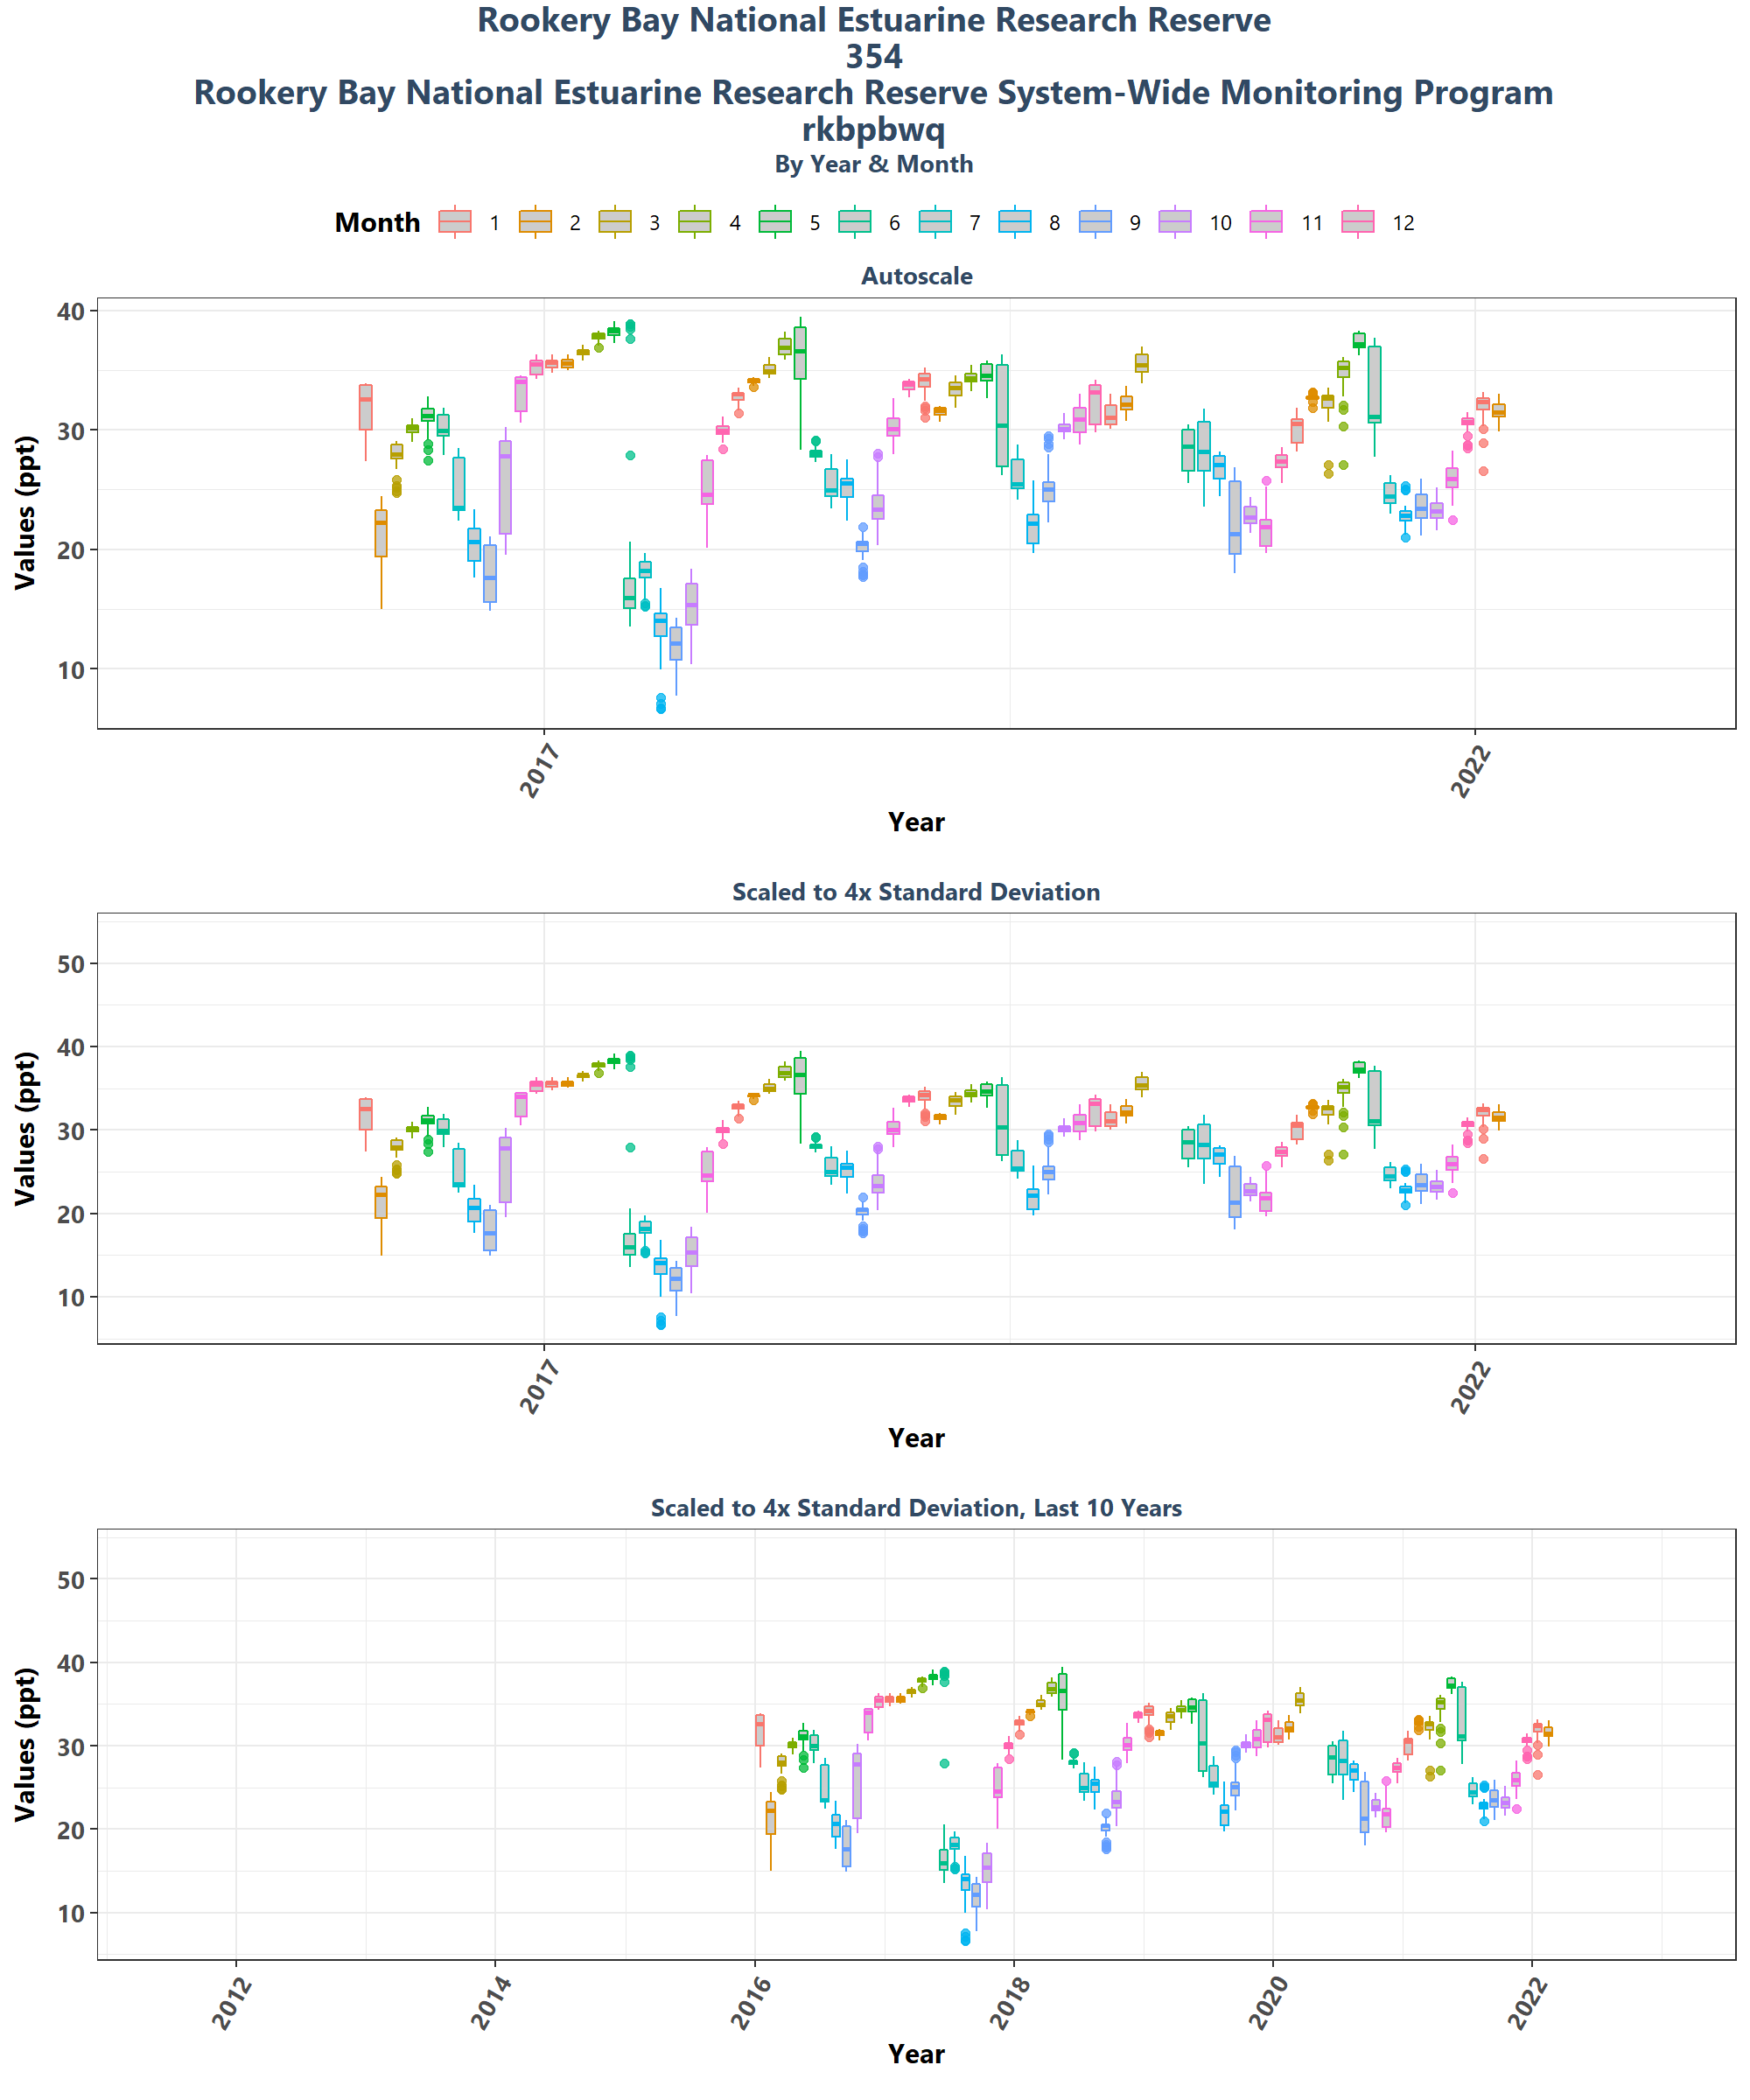 Rookery Bay National Estuarine Research Reserve
354
Rookery Bay National Estuarine Research Reserve System-Wide Monitoring Program
rkbpbwq
By Year & Month
Month 1 2 3 4 5 6 7 8 9 10 11 12
Autoscale
Values (ppt)
40
30
20
10
2017 2022
Year
Scaled to 4x Standard Deviation
Values (ppt)
50
40
30
20
10
2017 2022
Year
Scaled to 4x Standard Deviation, Last 10 Years
Values (ppt)
50
40
30
20
10
2012 2014 2016 2018 2020 2022
Year